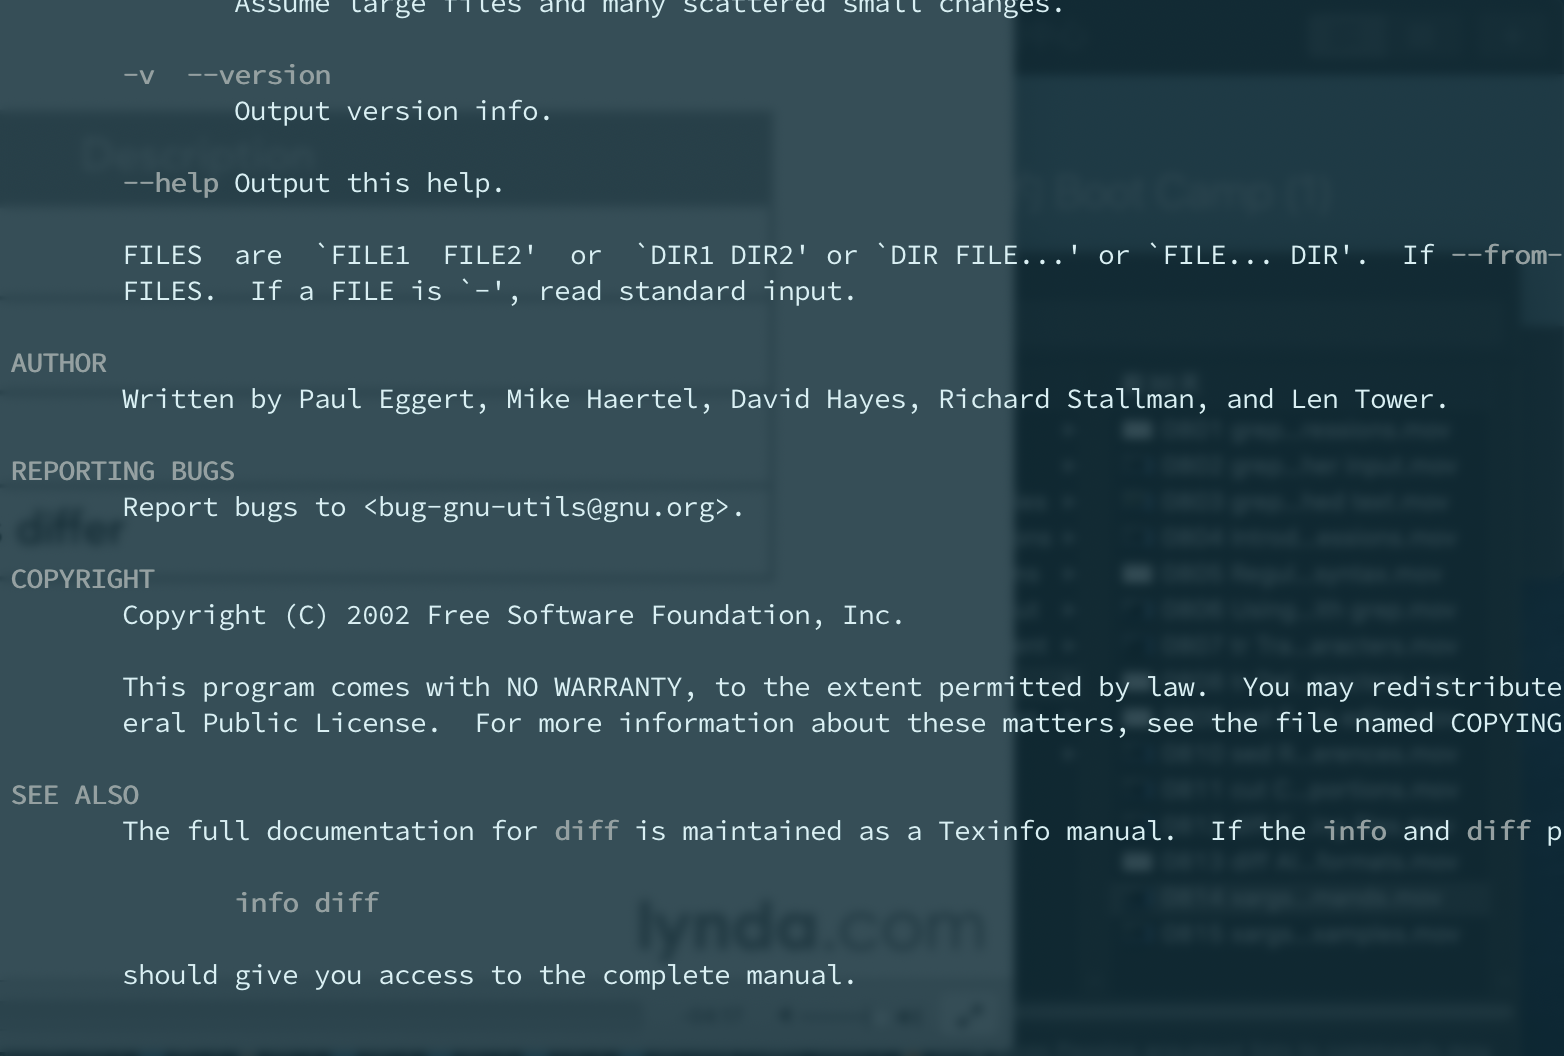 Assume large files and many scattered small changes.
-v --version
Output version info.
Description
--help Output this help.
) Boot Camp (1)
FILES are `FILE1 FILE2' or `DIR1 DIR2' or `DIR FILE...' or `FILE... DIR'. If --from-
FILES. If a FILE is `-', read standard input.
AUTHOR
Written by Paul Eggert, Mike Haertel, David Hayes, Richard Stallman, and Len Tower.
REPORTING BUGS
Report bugs to <bug-gnu-utils@gnu.org>.
differ
COPYRIGHT
Copyright (C) 2002 Free Software Foundation, Inc.
This program comes with NO WARRANTY, to the extent permitted by law. You may redistribute
eral Public License. For more information about these matters, see the file named COPYING
SEE ALSO
The full documentation for diff is maintained as a Texinfo manual. If the info and diff p
info diff
lynda.com
should give you access to the complete manual.